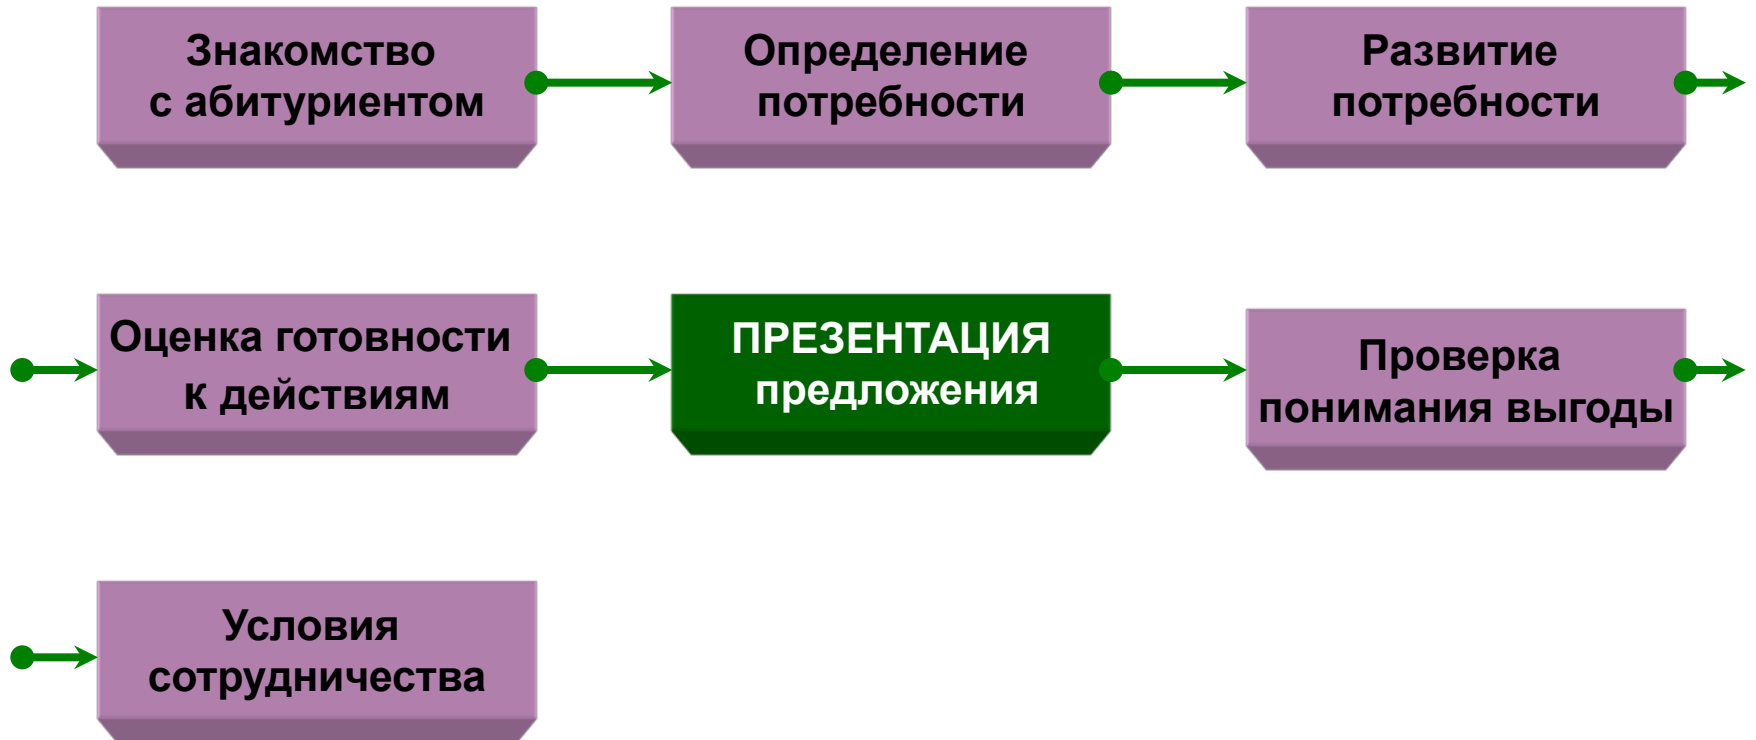 Знакомство
с абитуриентом
Определение
потребности
Развитие
потребности
Оценка готовности
к действиям
ПРЕЗЕНТАЦИЯ
предложения
Проверка
понимания выгоды
Условия
сотрудничества